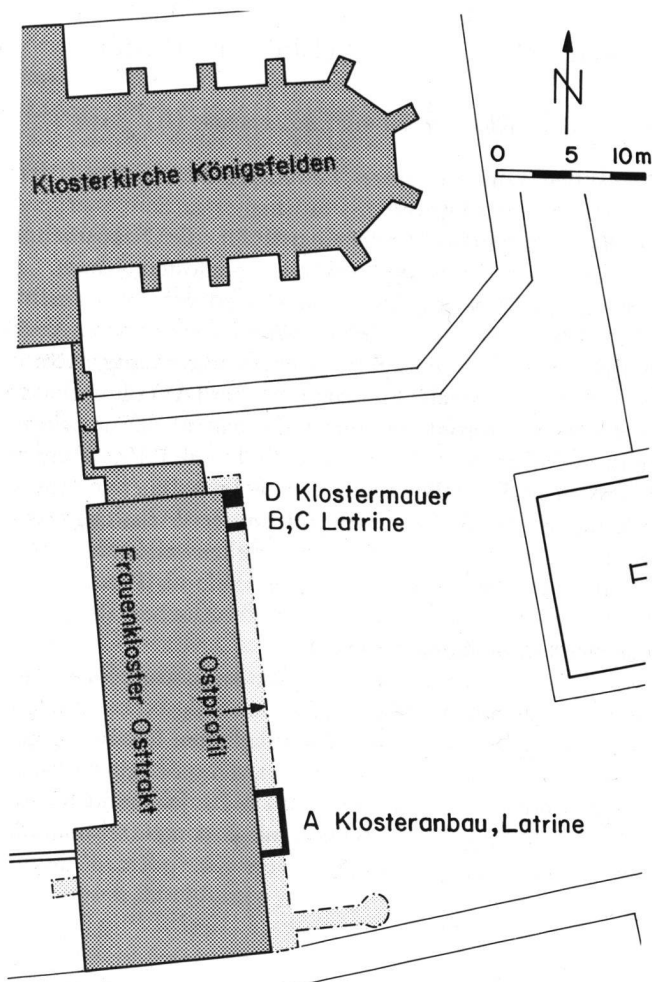 Klosterkirche Königsfelden
N
0 5 10m
D Klostermauer
B,C Latrine
Frauenkloster Osttrakt
Ostprofil
A Klosteranbau, Latrine